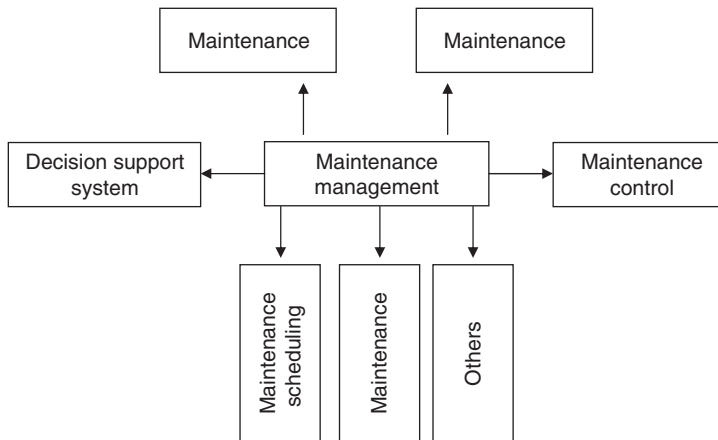 Maintenance
Maintenance
Decision support
system
Maintenance
management
Maintenance
control
Maintenance
scheduling
Maintenance
Others